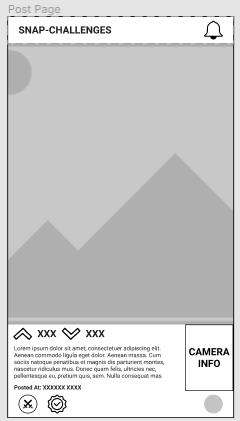 Post Page
SNAP-CHALLENGES
XXX XXX
Lorem ipsum dolor sit amet, consectetuer adipiscing elit.
Aenean commodo ligula eget dolor. Aenean massa. Cum
sociis natoque penatibus et magnis dis parturient montes,
nascetur ridiculus mus. Donec quam felis, ultricies nec,
pellentesque eu, pretium quis, sem. Nulla consequat mas
CAMERA
INFO
Posted At: XXXXXX XXXX